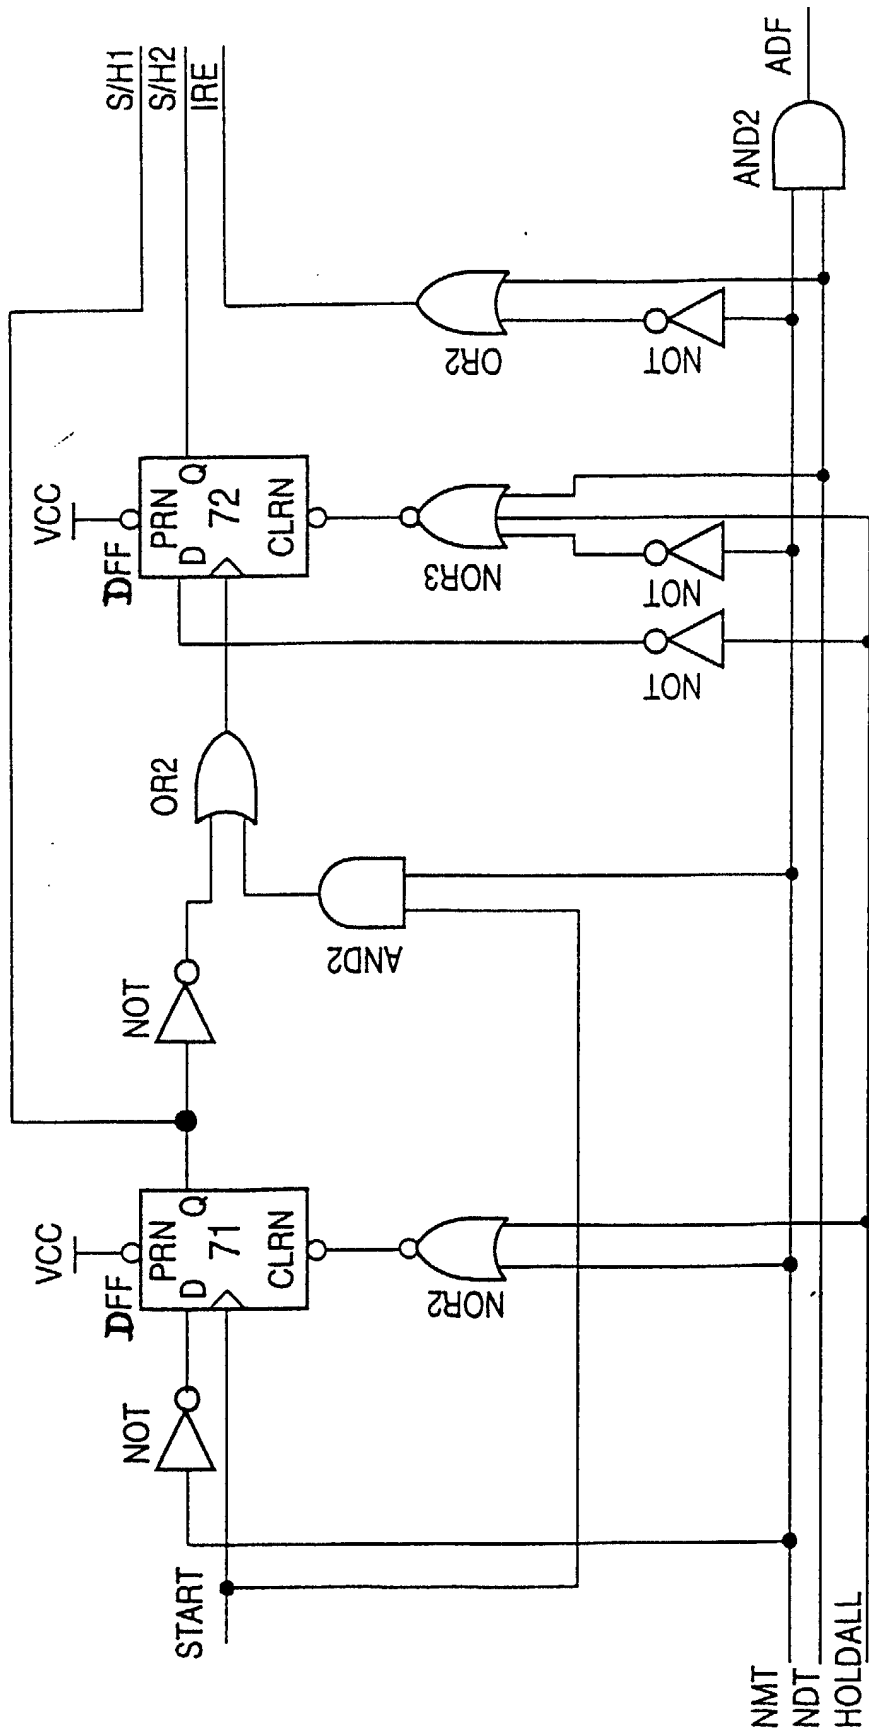 S/H1
S/H2
IRE
VCC
DFF
PRN
D
Q
72
CLRN
VCC
DFF
PRN
D
Q
71
CLRN
NOT
NOT
OR2
AND2
NOR2
NOR3
NOT
NOT
OR2
NOT
AND2
ADF
START
NMT
NDT
HOLDALL